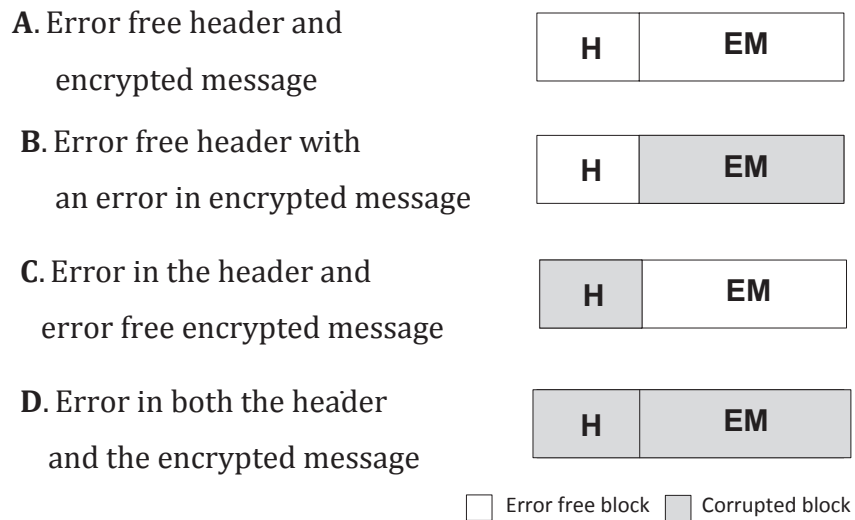 A. Error free header and
encrypted message
H EM
B. Error free header with
an error in encrypted message
H EM
C. Error in the header and
error free encrypted message
H EM
D. Error in both the header
and the encrypted message
H EM
Error free block Corrupted block